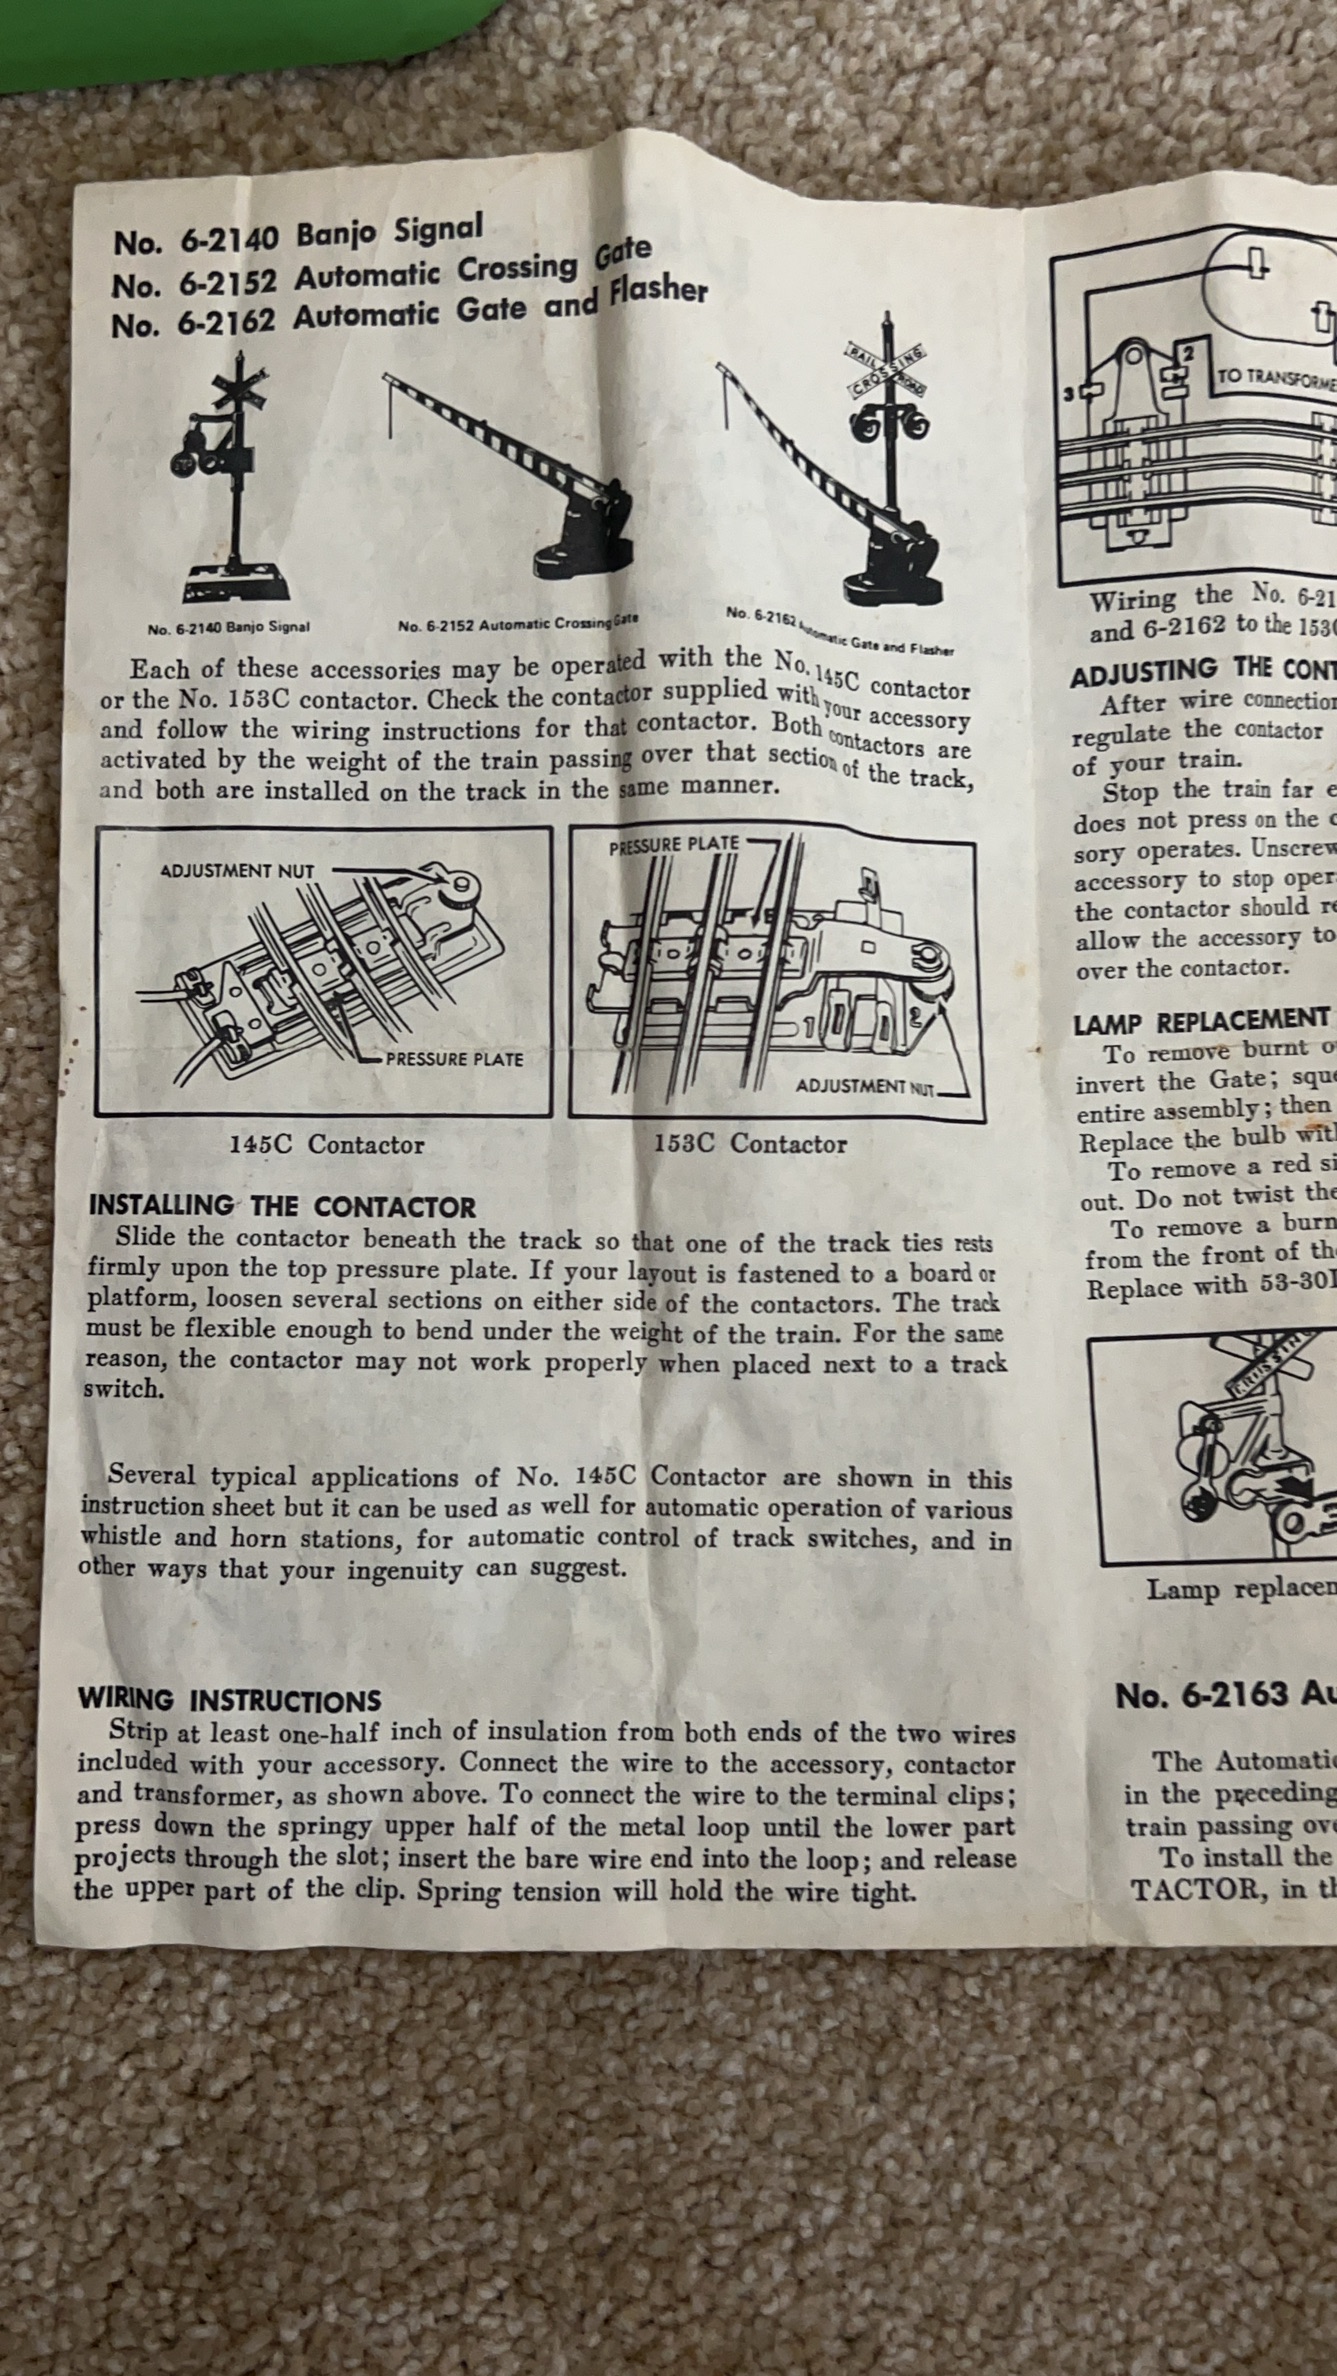 No. 6-2140 Banjo Signal
No. 6-2152 Automatic Crossing Gate
No. 6-2162 Automatic Gate and Flasher
RAIL ROAD
CROSSING
No. 6-2140 Banjo Signal
No. 6-2152 Automatic Crossing Gate
No. 6-2162 Automatic Gate and Flasher
Each of these accessories may be operated with the No. 145C contactor
or the No. 153C contactor. Check the contactor supplied with your accessory
and follow the wiring instructions for that contactor. Both contactors are
activated by the weight of the train passing over that section of the track,
and both are installed on the track in the same manner.
ADJUSTMENT NUT
PRESSURE PLATE
PRESSURE PLATE
1
2
ADJUSTMENT NUT
145C Contactor
153C Contactor
INSTALLING THE CONTACTOR
Slide the contactor beneath the track so that one of the track ties rests
firmly upon the top pressure plate. If your layout is fastened to a board or
platform, loosen several sections on either side of the contactors. The track
must be flexible enough to bend under the weight of the train. For the same
reason, the contactor may not work properly when placed next to a track
switch.
Several typical applications of No. 145C Contactor are shown in this
instruction sheet but it can be used as well for automatic operation of various
whistle and horn stations, for automatic control of track switches, and in
other ways that your ingenuity can suggest.
WIRING INSTRUCTIONS
Strip at least one-half inch of insulation from both ends of the two wires
included with your accessory. Connect the wire to the accessory, contactor
and transformer, as shown above. To connect the wire to the terminal clips;
press down the springy upper half of the metal loop until the lower part
projects through the slot; insert the bare wire end into the loop; and release
the upper part of the clip. Spring tension will hold the wire tight.
3
2
TO TRANSFORME
Wiring the No. 6-21
and 6-2162 to the 153C
ADJUSTING THE CONT
After wire connection
regulate the contactor
of your train.
Stop the train far e
does not press on the c
sory operates. Unscrew
accessory to stop opera
the contactor should re
allow the accessory to
over the contactor.
LAMP REPLACEMENT
To remove burnt o
invert the Gate; sque
entire assembly; then
Replace the bulb with
To remove a red si
out. Do not twist the
To remove a burn
from the front of the
Replace with 53-301
CROSSING
Lamp replacem
No. 6-2163 Au
The Automatic
in the preceding
train passing ove
To install the
TACTOR, in th